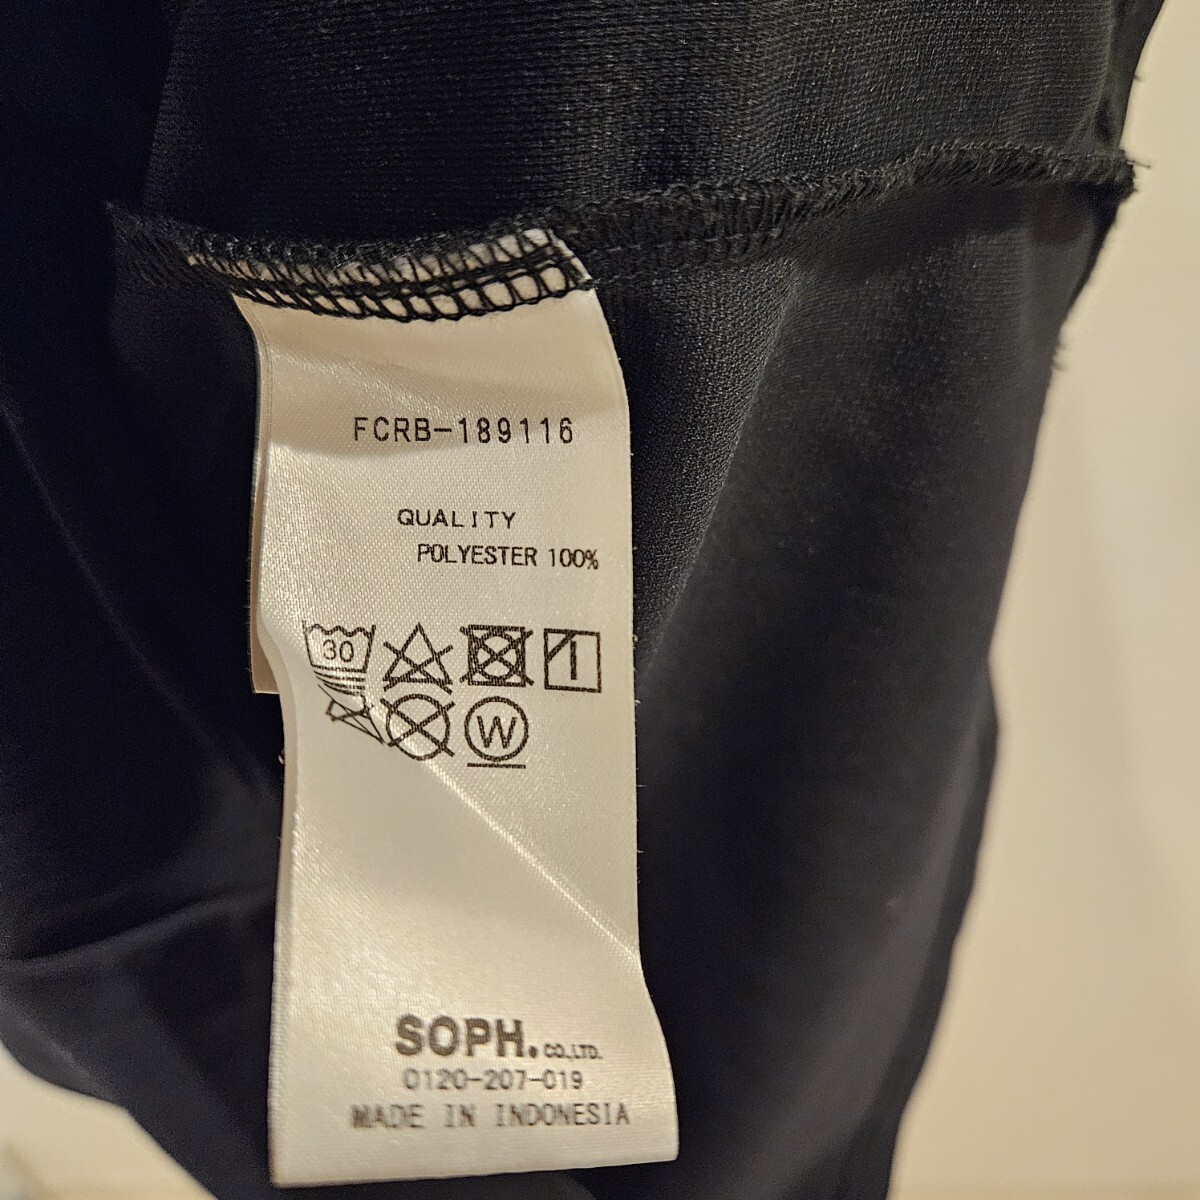 FCRB-189116
QUALITY
POLYESTER 100%
30
W
SOPH. CO.,LTD.
0120-207-019
MADE IN INDONESIA